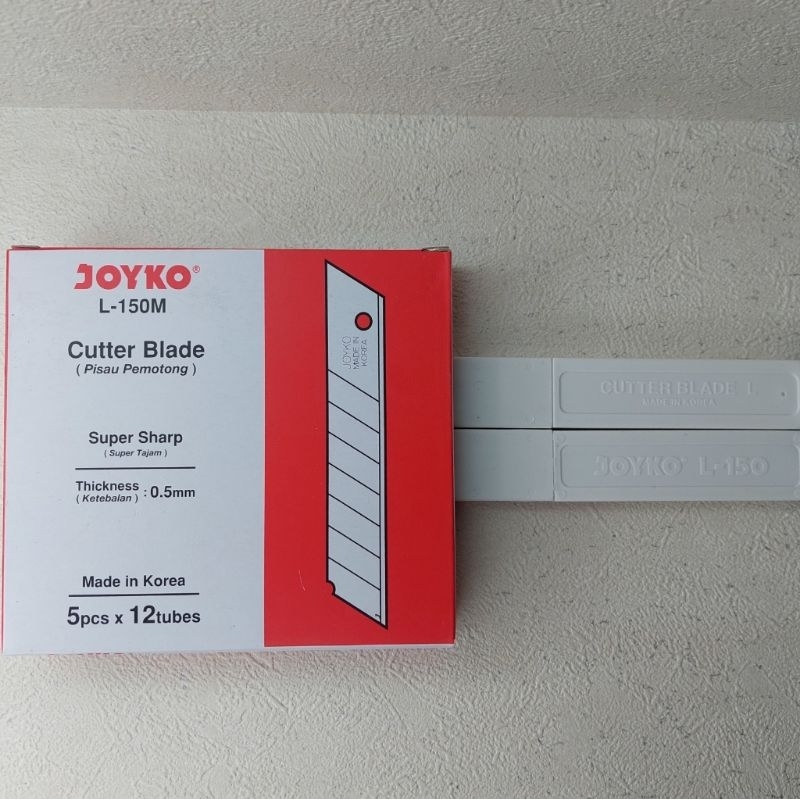 JOYKO®
L-150M
Cutter Blade
( Pisau Pemotong )
Super Sharp
( Super Tajam )
Thickness : 0.5mm
( Ketebalan )
Made in Korea
5pcs x 12tubes
JOYKO
MADE IN
KOREA
CUTTER BLADE L
MADE IN KOREA
JOYKO® L-150